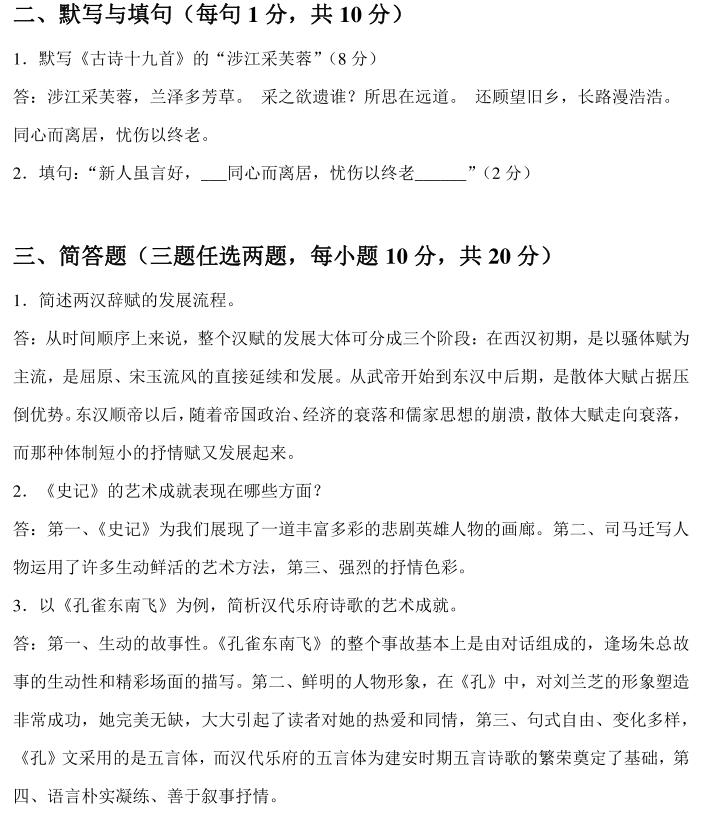 二、默写与填句（每句 1 分，共 10 分）
1．默写《古诗十九首》的“涉江采芙蓉”（8 分）
答：涉江采芙蓉，兰泽多芳草。 采之欲遗谁？所思在远道。 还顾望旧乡，长路漫浩浩。
同心而离居，忧伤以终老。
2．填句：“新人虽言好，___同心而离居，忧伤以终老______”（2 分）
三、简答题（三题任选两题，每小题 10 分，共 20 分）
1．简述两汉辞赋的发展流程。
答：从时间顺序上来说，整个汉赋的发展大体可分成三个阶段：在西汉初期，是以骚体赋为
主流，是屈原、宋玉流风的直接延续和发展。从武帝开始到东汉中后期，是散体大赋占据压
倒优势。东汉顺帝以后，随着帝国政治、经济的衰落和儒家思想的崩溃，散体大赋走向衰落，
而那种体制短小的抒情赋又发展起来。
2．《史记》的艺术成就表现在哪些方面？
答：第一、《史记》为我们展现了一道丰富多彩的悲剧英雄人物的画廊。第二、司马迁写人
物运用了许多生动鲜活的艺术方法，第三、强烈的抒情色彩。
3．以《孔雀东南飞》为例，简析汉代乐府诗歌的艺术成就。
答：第一、生动的故事性。《孔雀东南飞》的整个事故基本上是由对话组成的，逢场朱总故
事的生动性和精彩场面的描写。第二、鲜明的人物形象，在《孔》中，对刘兰芝的形象塑造
非常成功，她完美无缺，大大引起了读者对她的热爱和同情，第三、句式自由、变化多样，
《孔》文采用的是五言体，而汉代乐府的五言体为建安时期五言诗歌的繁荣奠定了基础，第
四、语言朴实凝练、善于叙事抒情。